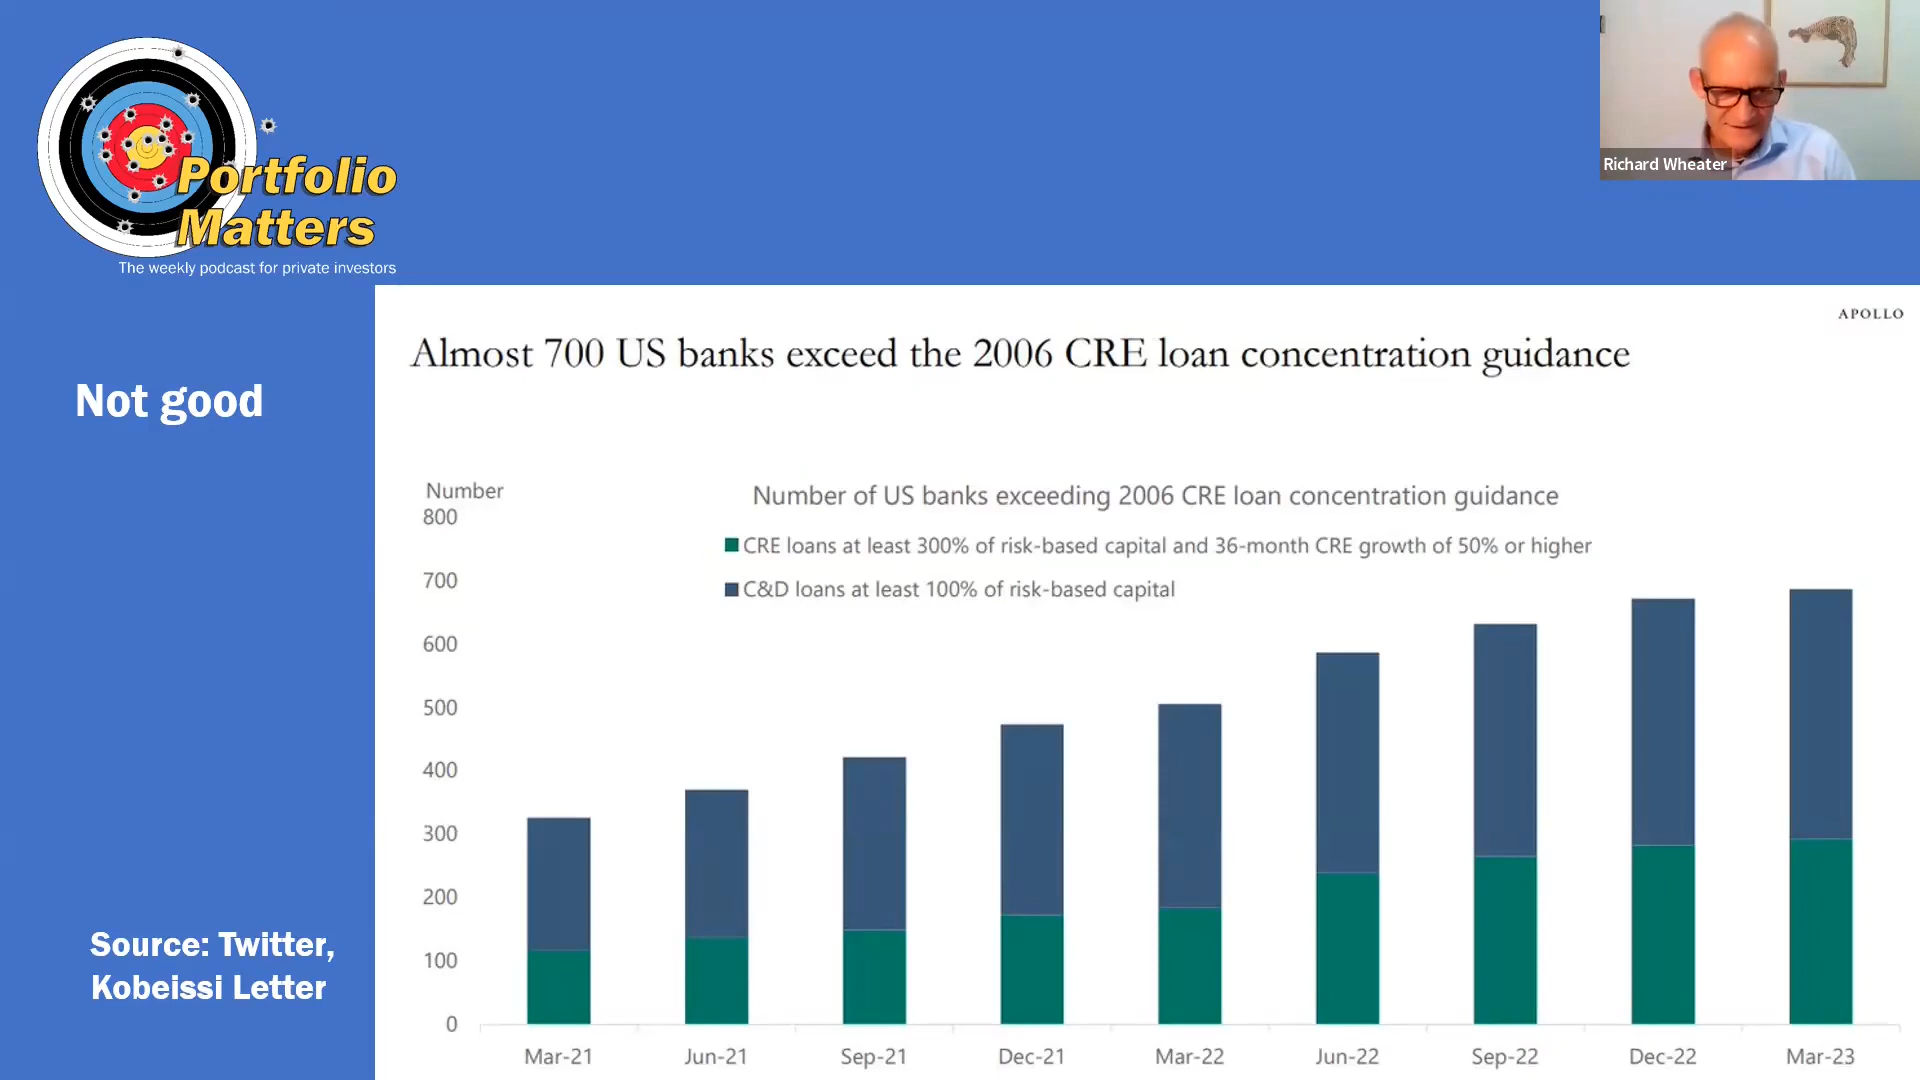 Portfolio
Matters
The weekly podcast for private investors
Richard Wheater
APOLLO
Almost 700 US banks exceed the 2006 CRE loan concentration guidance
Not good
Number
Number of US banks exceeding 2006 CRE loan concentration guidance
800
CRE loans at least 300% of risk-based capital and 36-month CRE growth of 50% or higher
700
C&D loans at least 100% of risk-based capital
600
500
400
300
200
100
0
Mar-21 Jun-21 Sep-21 Dec-21 Mar-22 Jun-22 Sep-22 Dec-22 Mar-23
Source: Twitter,
Kobeissi Letter